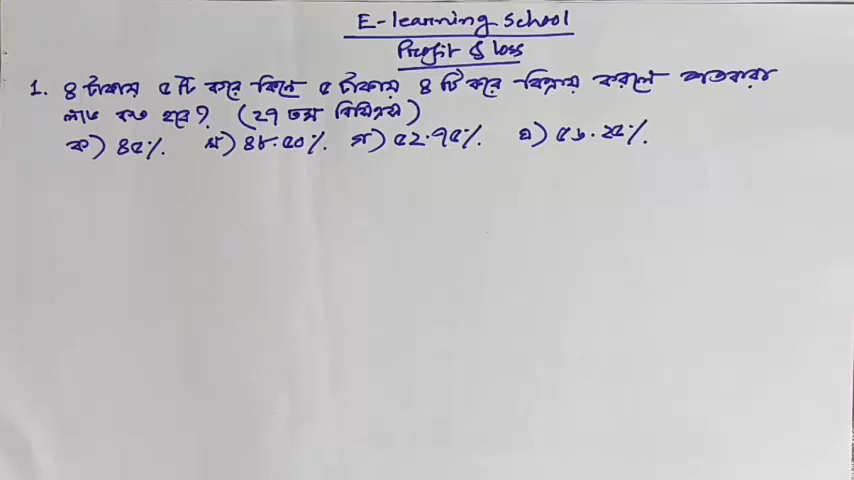 E-learning School
Profit & loss
1. ৪ টাকায় ৫ টি করে কিনে ৫ টাকায় ৪ টি করে বিক্রয় করলে শতকরা
লাভ কত হবে? (২৭ তম বিসিএস)
ক) ৪৫%. খ) ৪৮.৫০%. গ) ৫২.৭৫%. ঘ) ৫৬.২৫%.